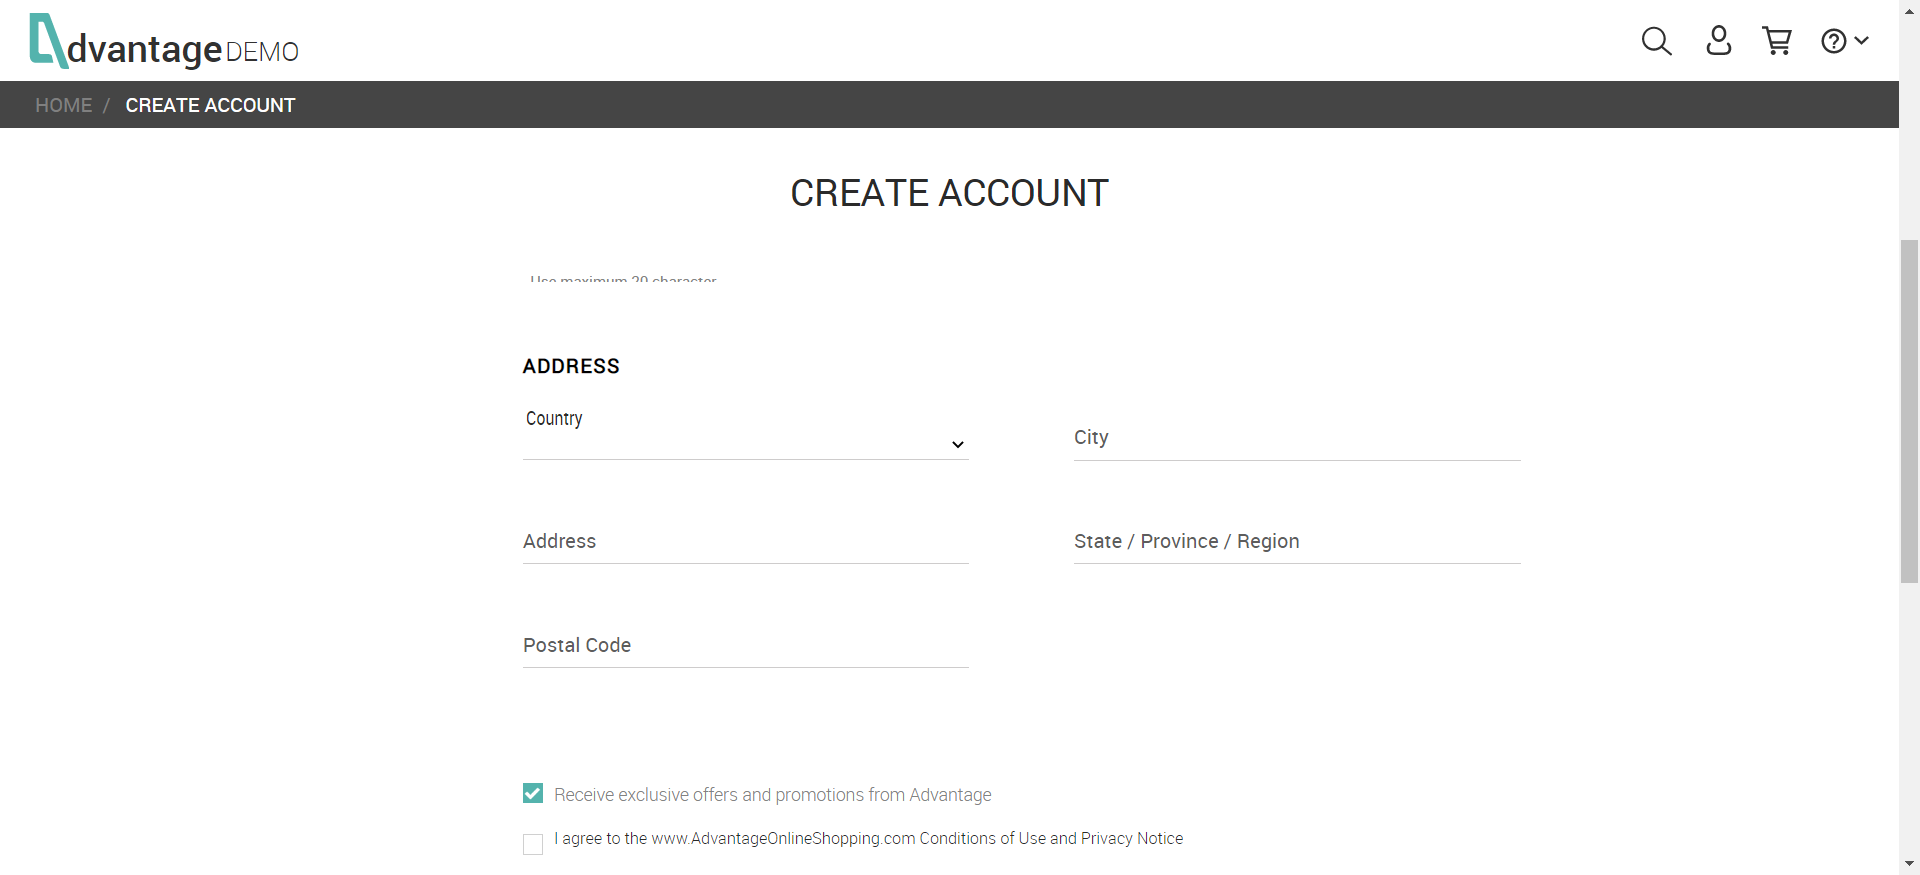 dvantage DEMO
HOME / CREATE ACCOUNT
CREATE ACCOUNT
Use maximum 20 character
ADDRESS
Country
City
Address
State / Province / Region
Postal Code
Receive exclusive offers and promotions from Advantage
I agree to the www.AdvantageOnlineShopping.com Conditions of Use and Privacy Notice